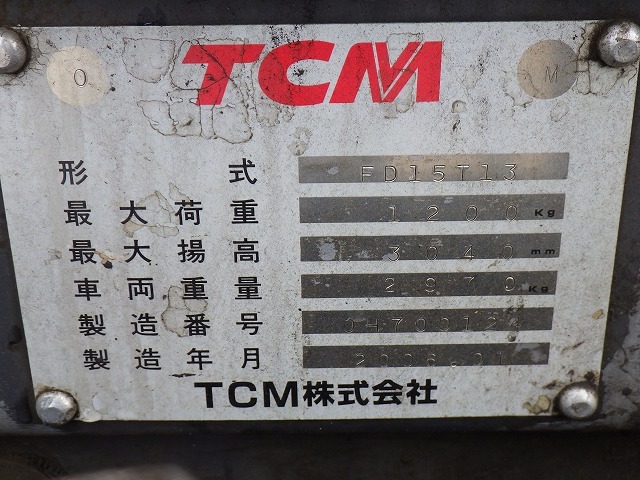 O TCM M
形式 FD15T13
最大荷重 1200 Kg
最大揚高 3040 mm
車両重量 2970 Kg
製造番号
製造年月
TCM株式会社